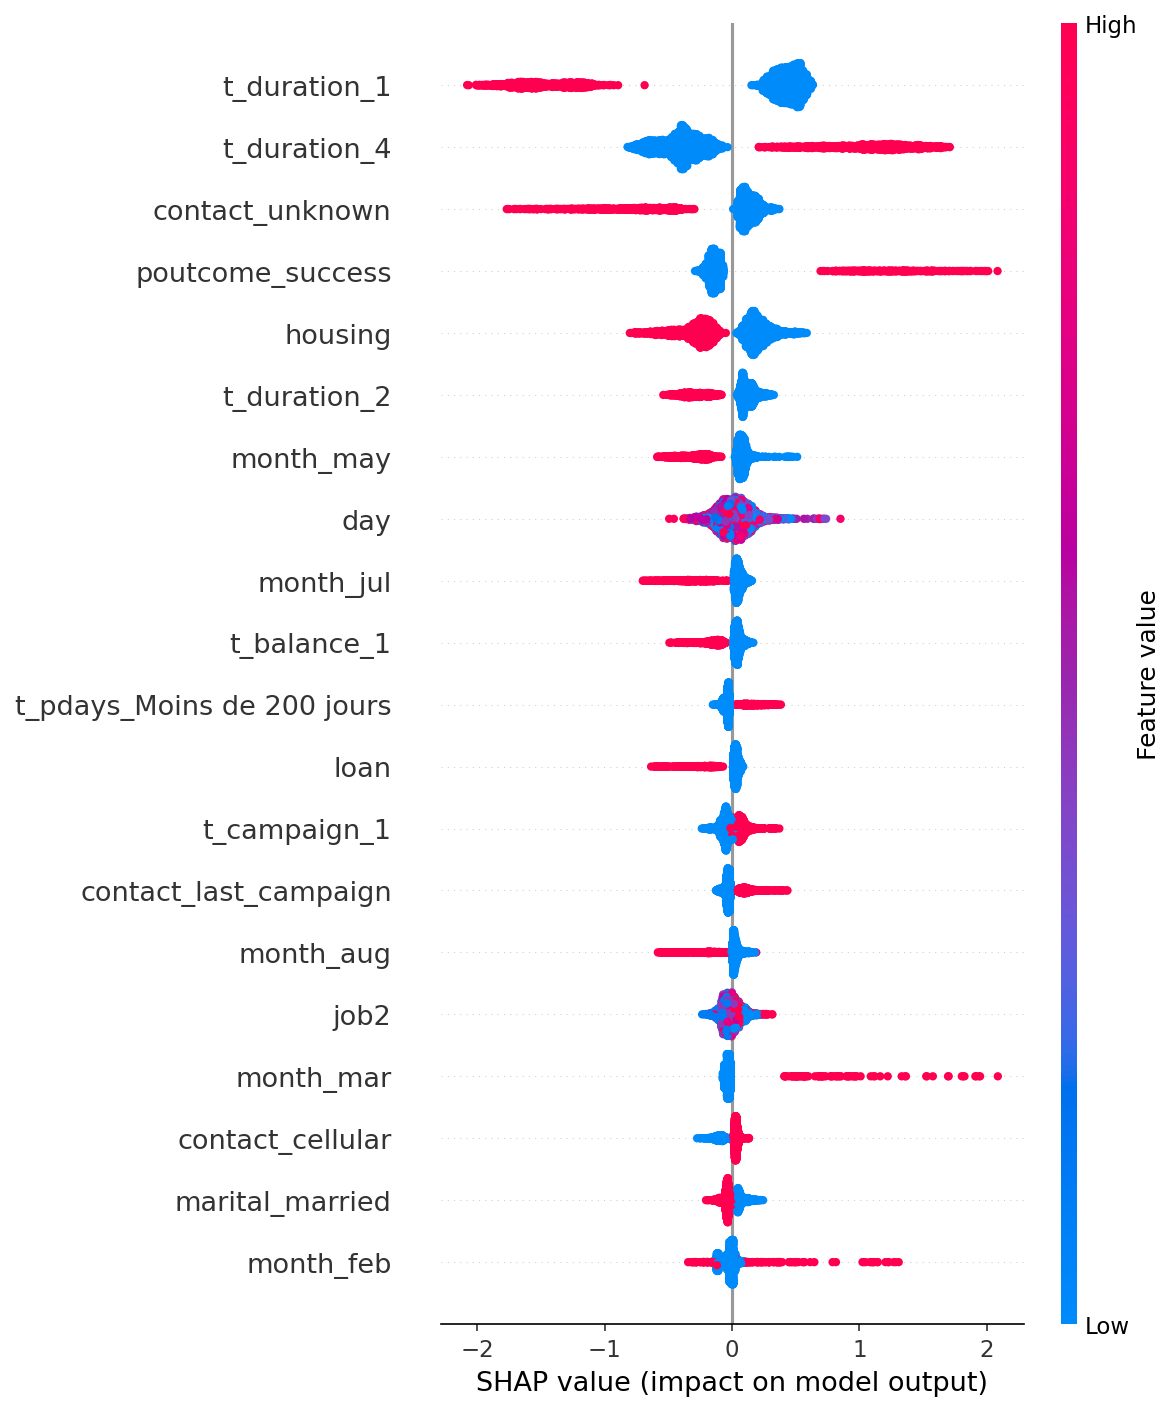 High
t_duration_1
t_duration_4
contact_unknown
poutcome_success
housing
t_duration_2
month_may
day
month_jul
t_balance_1
t_pdays_Moins de 200 jours
loan
t_campaign_1
contact_last_campaign
month_aug
job2
month_mar
contact_cellular
marital_married
month_feb
Feature value
Low
−2 −1 0 1 2
SHAP value (impact on model output)